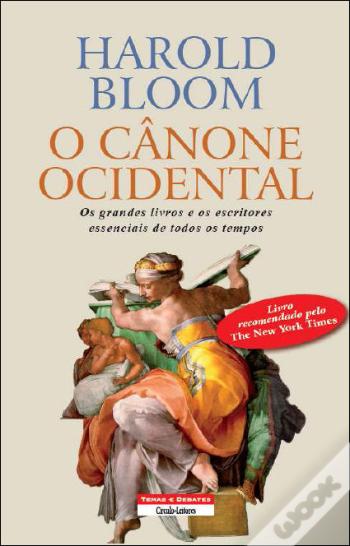 HAROLD
BLOOM
O CÂNONE
OCIDENTAL
Os grandes livros e os escritores
essenciais de todos os tempos
Livro
recomendado pelo
The New York Times
TEMAS E DEBATES
Círculo-Leitores
wook